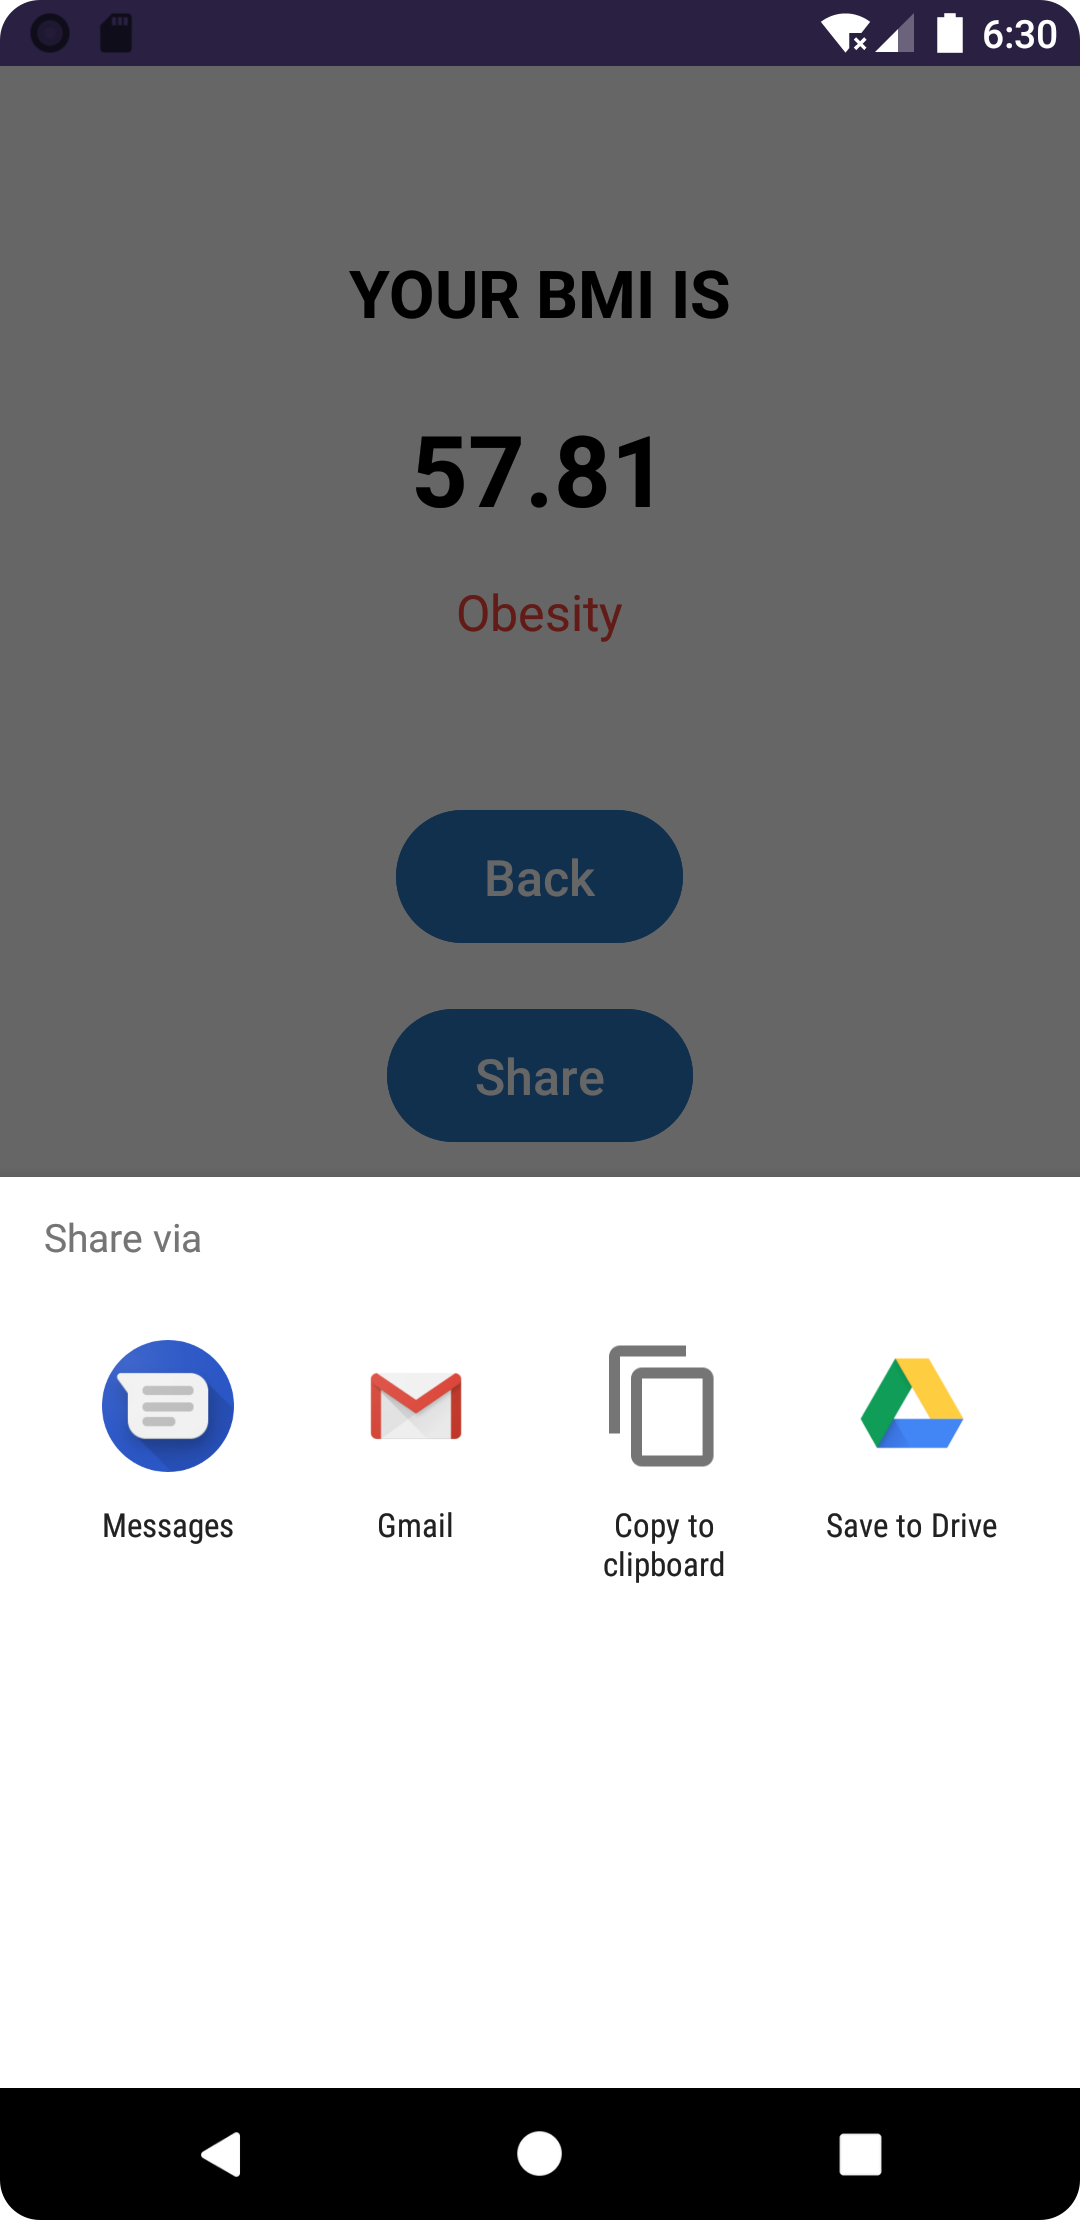 6:30
YOUR BMI IS
57.81
Obesity
Back
Share
Share via
Messages
Gmail
Copy to
clipboard
Save to Drive